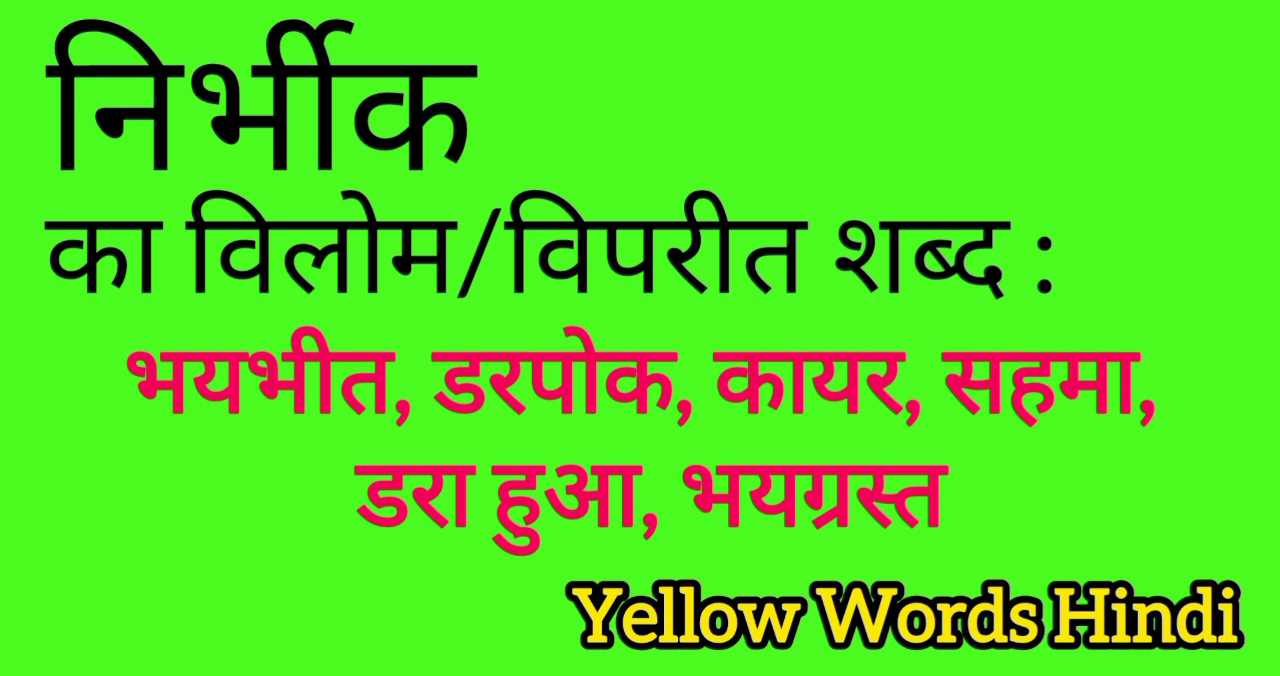 निर्भीक
का विलोम/विपरीत शब्द :
भयभीत, डरपोक, कायर, सहमा,
डरा हुआ, भयग्रस्त
Yellow Words Hindi